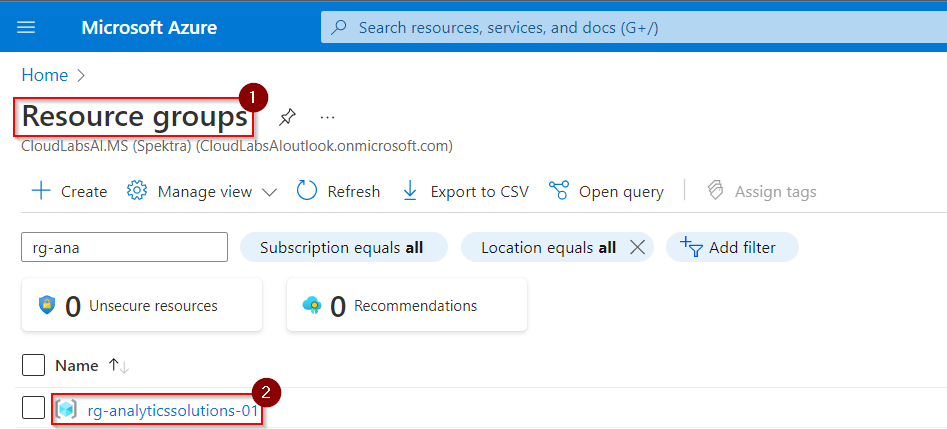 Microsoft Azure
Search resources, services, and docs (G+/)
Home
1
Resource groups
CloudLabsAI.MS (Spektra) (CloudLabsAIoutlook.onmicrosoft.com)
Create Manage view Refresh Export to CSV Open query Assign tags
rg-ana Subscription equals all Location equals all Add filter
0 Unsecure resources 0 Recommendations
Name
2
rg-analyticssolutions-01